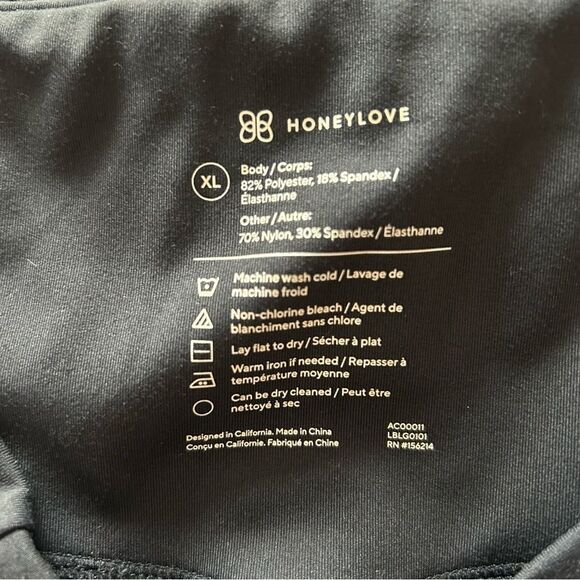 HONEYLOVE
XL
Body / Corps:
82% Polyester, 18% Spandex /
Élasthanne
Other / Autre:
70% Nylon, 30% Spandex / Élasthanne
Machine wash cold / Lavage de
machine froid
Non-chlorine bleach / Agent de
blanchiment sans chlore
Lay flat to dry / Sécher à plat
Warm iron if needed / Repasser à
température moyenne
Can be dry cleaned / Peut être
nettoyé à sec
Designed in California. Made in China
Conçu en Californie. Fabriqué en Chine
AC00011
LBLG0101
RN #156214